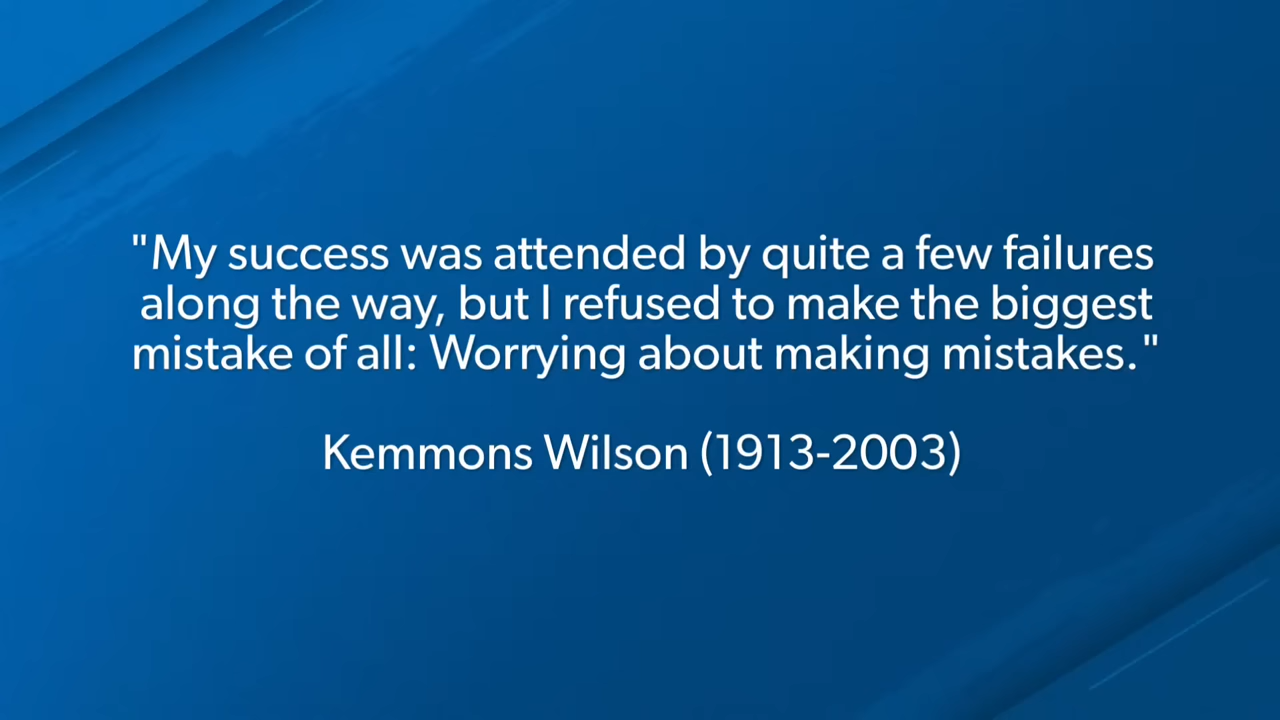 "My success was attended by quite a few failures
along the way, but I refused to make the biggest
mistake of all: Worrying about making mistakes."
Kemmons Wilson (1913-2003)